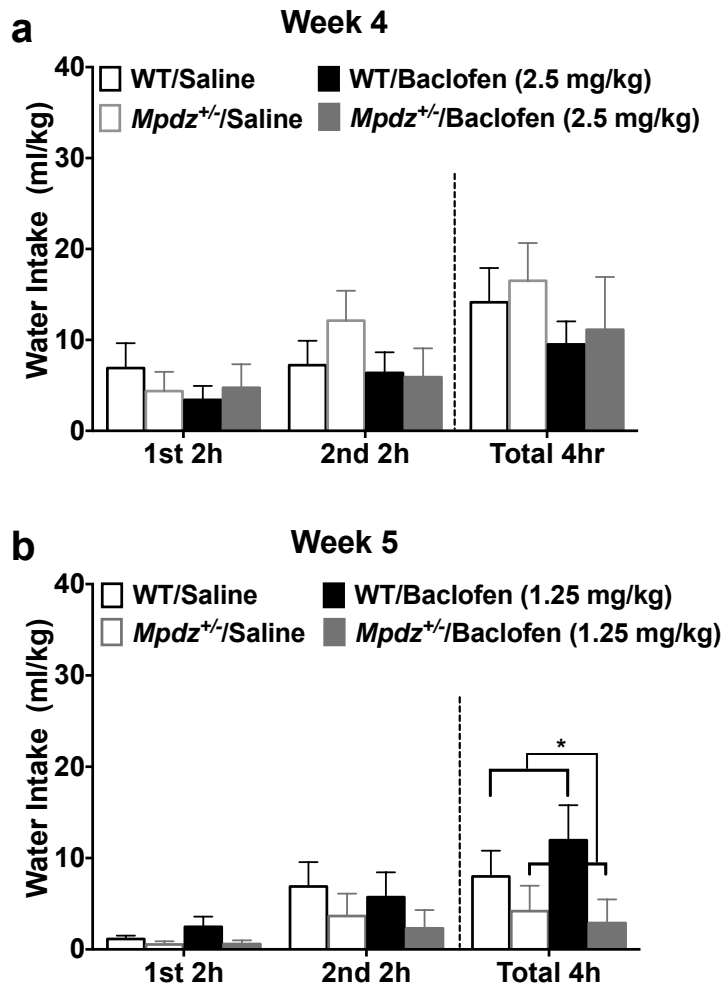 a
Week 4
Water Intake (ml/kg)
40
30
20
10
0
WT/Saline
WT/Baclofen (2.5 mg/kg)
Mpdz+/-/Saline
Mpdz+/-/Baclofen (2.5 mg/kg)
1st 2h
2nd 2h
Total 4hr
b
Week 5
Water Intake (ml/kg)
40
30
20
10
0
WT/Saline
WT/Baclofen (1.25 mg/kg)
Mpdz+/-/Saline
Mpdz+/-/Baclofen (1.25 mg/kg)
*
1st 2h
2nd 2h
Total 4h